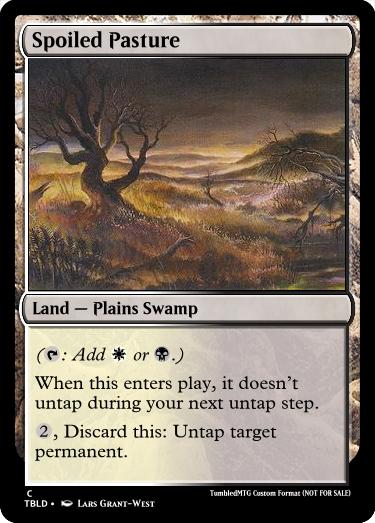 Spoiled Pasture
Land — Plains Swamp
(T: Add W or B.)
When this enters play, it doesn't
untap during your next untap step.
2, Discard this: Untap target
permanent.
C
TBLD • Lars Grant-West
TumbledMTG Custom Format (NOT FOR SALE)